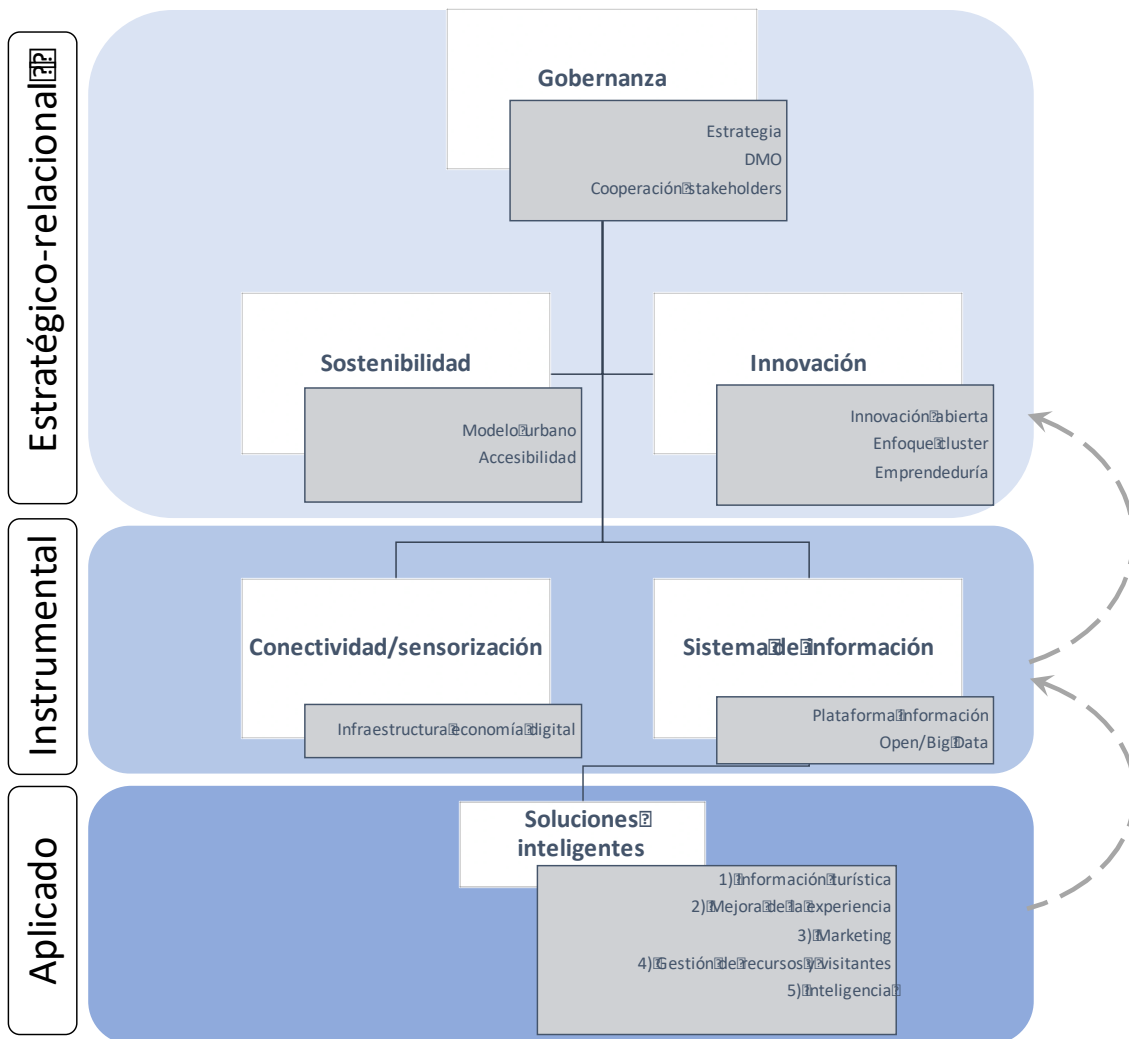 Estratégico-relacional
Gobernanza
Estrategia
DMO
Cooperación stakeholders
Sostenibilidad
Modelo urbano
Accesibilidad
Innovación
Innovación abierta
Enfoque cluster
Emprendeduría
Instrumental
Conectividad/sensorización
Infraestructura economía digital
Sistema de información
Plataforma información
Open/Big Data
Aplicado
Soluciones
inteligentes
1) Información turística
2) Mejora de la experiencia
3) Marketing
4) Gestión de recursos y visitantes
5) Inteligencia